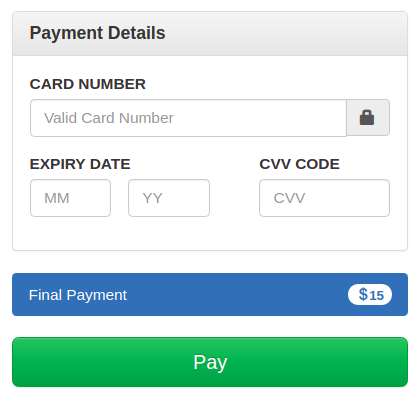 Payment Details
CARD NUMBER
Valid Card Number
EXPIRY DATE CVV CODE
MM YY CVV
Final Payment $15
Pay